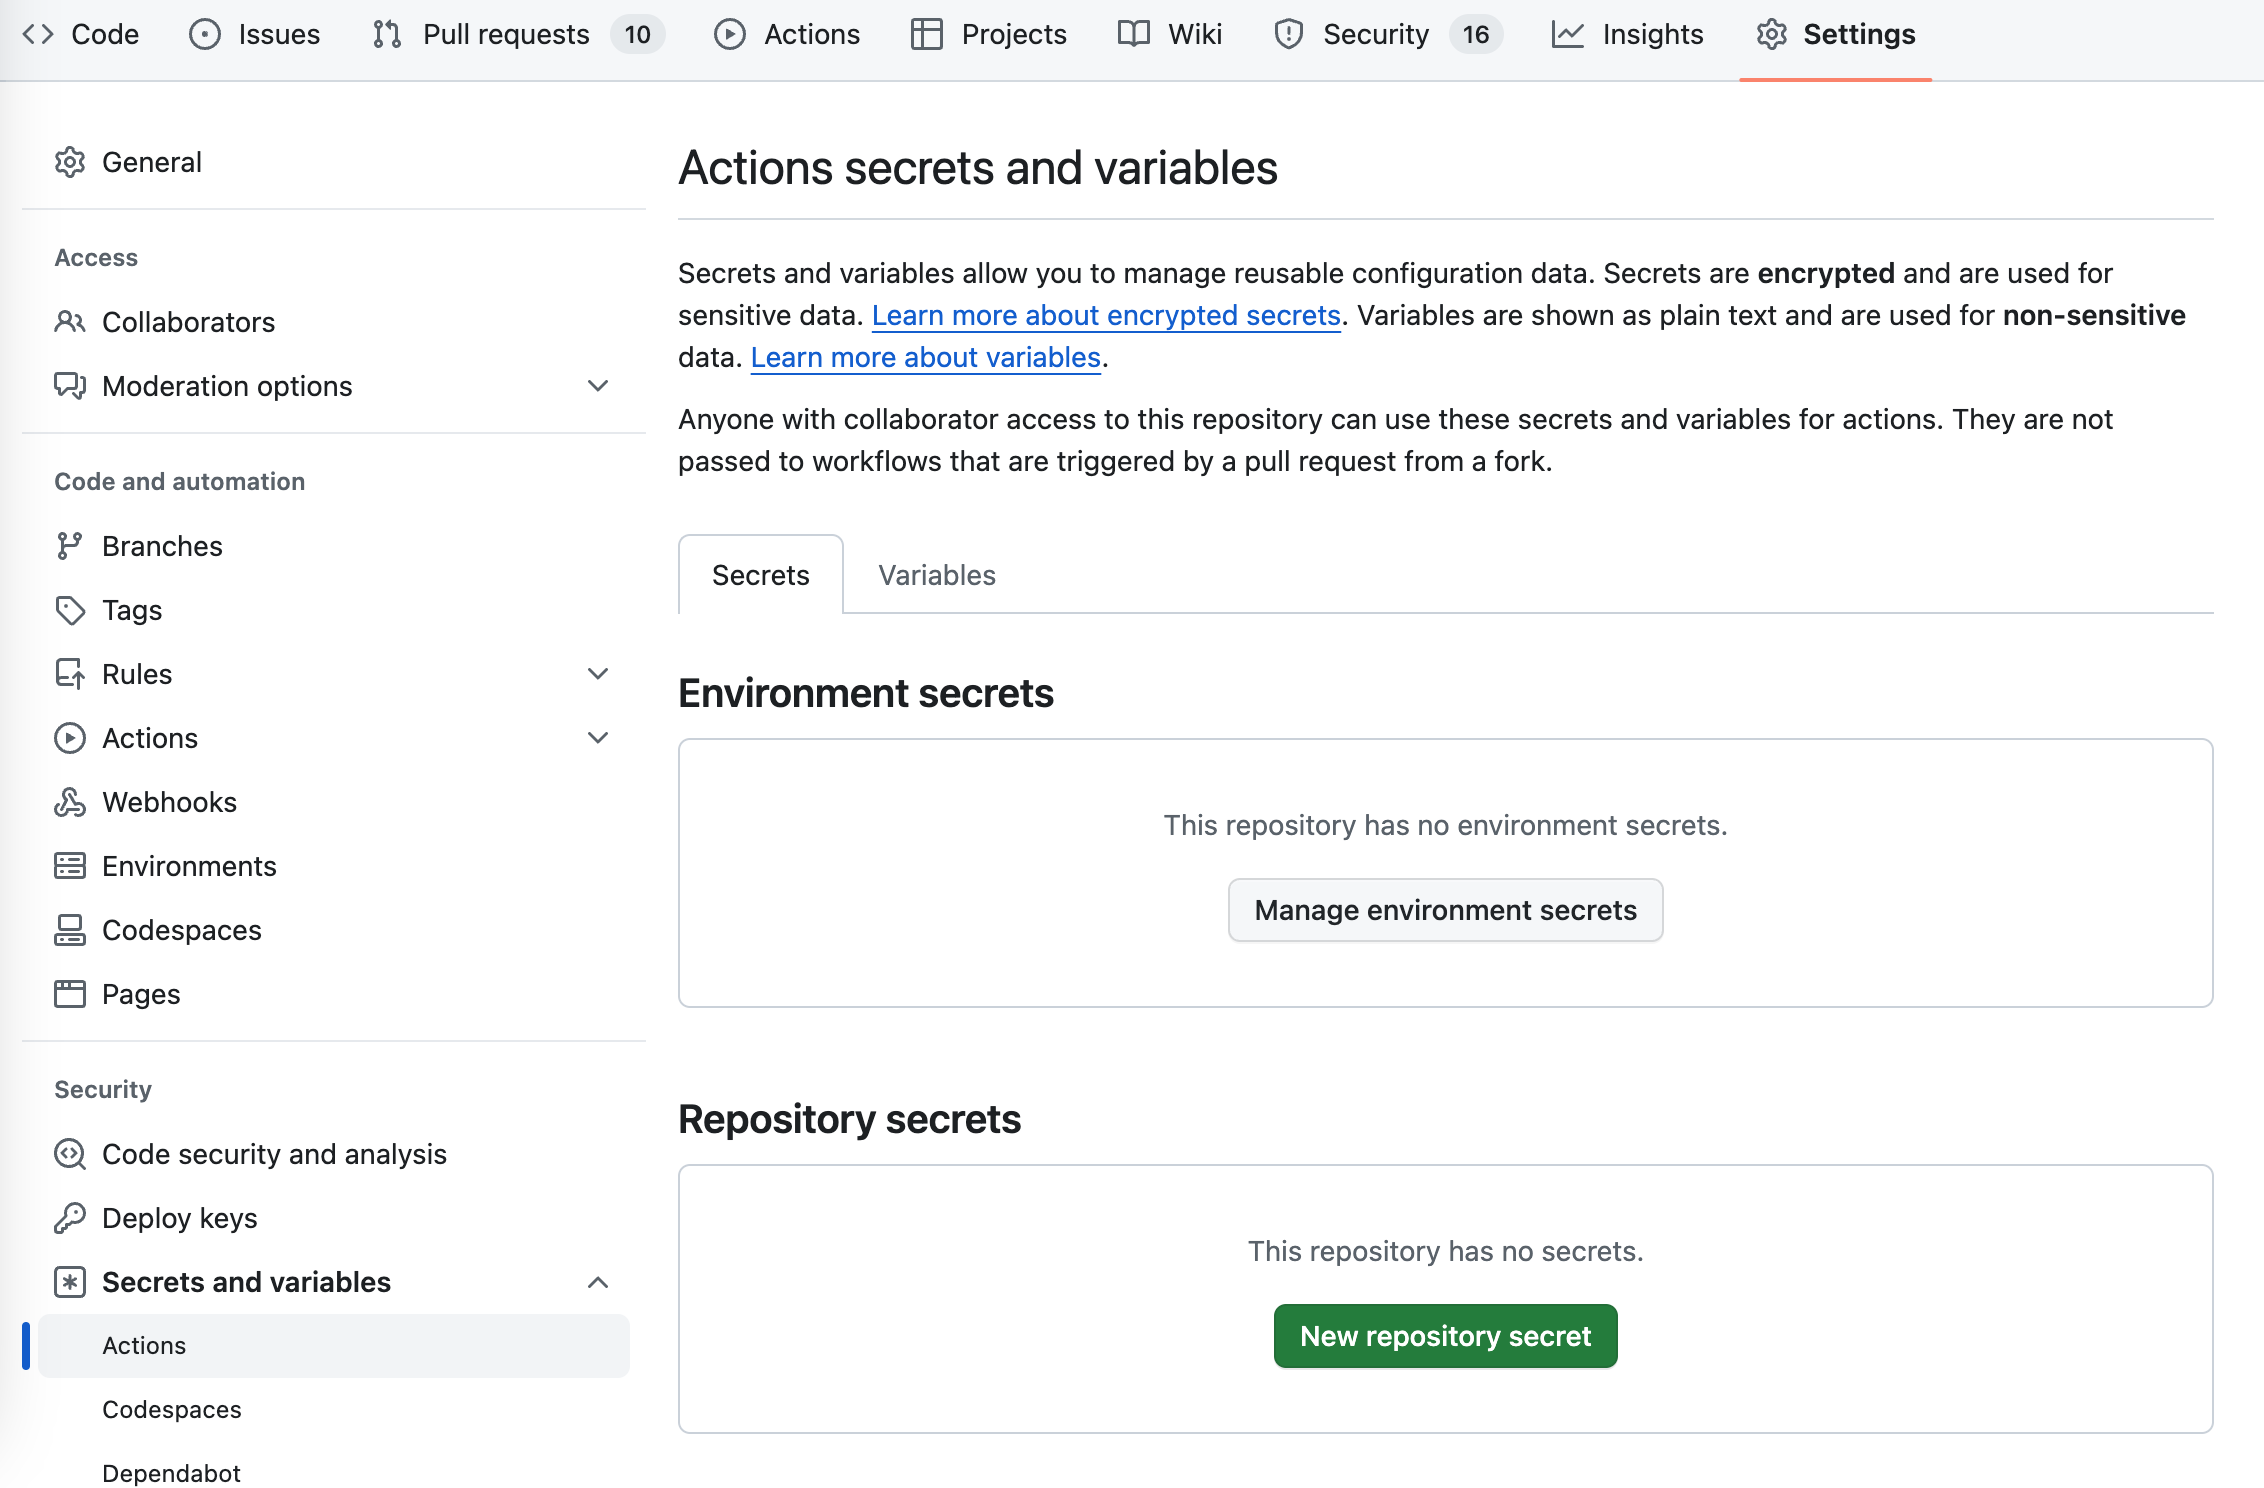 Code Issues Pull requests 10 Actions Projects Wiki Security 16 Insights Settings
General
Access
Collaborators
Moderation options
Code and automation
Branches
Tags
Rules
Actions
Webhooks
Environments
Codespaces
Pages
Security
Code security and analysis
Deploy keys
Secrets and variables
Actions
Codespaces
Dependabot
Actions secrets and variables
Secrets and variables allow you to manage reusable configuration data. Secrets are encrypted and are used for
sensitive data. Learn more about encrypted secrets. Variables are shown as plain text and are used for non-sensitive
data. Learn more about variables.
Anyone with collaborator access to this repository can use these secrets and variables for actions. They are not
passed to workflows that are triggered by a pull request from a fork.
Secrets Variables
Environment secrets
This repository has no environment secrets.
Manage environment secrets
Repository secrets
This repository has no secrets.
New repository secret